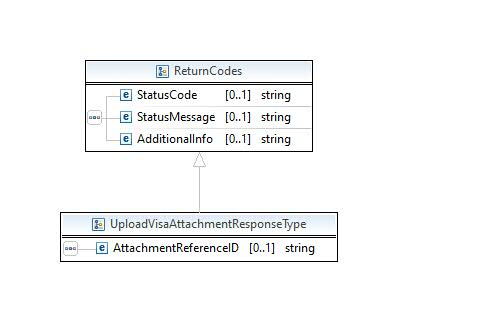 ReturnCodes
StatusCode [0..1] string
StatusMessage [0..1] string
AdditionalInfo [0..1] string
UploadVisaAttachmentResponseType
AttachmentReferenceID [0..1] string